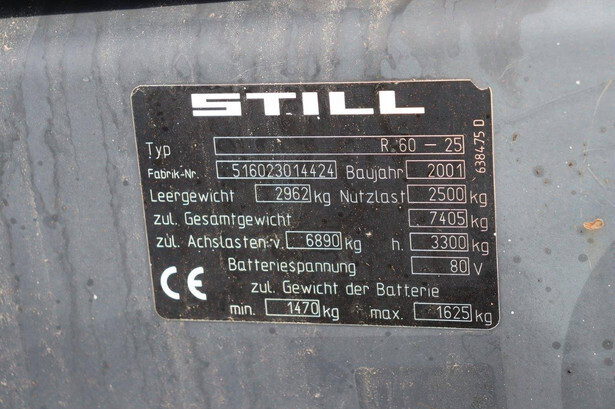 STILL
Typ R 60 - 25
Fabrik-Nr. 516023014424 Baujahr 2001
Leergewicht 2962 kg Nutzlast 2500 kg
zul. Gesamtgewicht 7405 kg
zul. Achslasten v. 6890 kg h. 3300 kg
Batteriespannung 80 V
zul. Gewicht der Batterie
min. 1470 kg max. 1625 kg
CE
638475 D